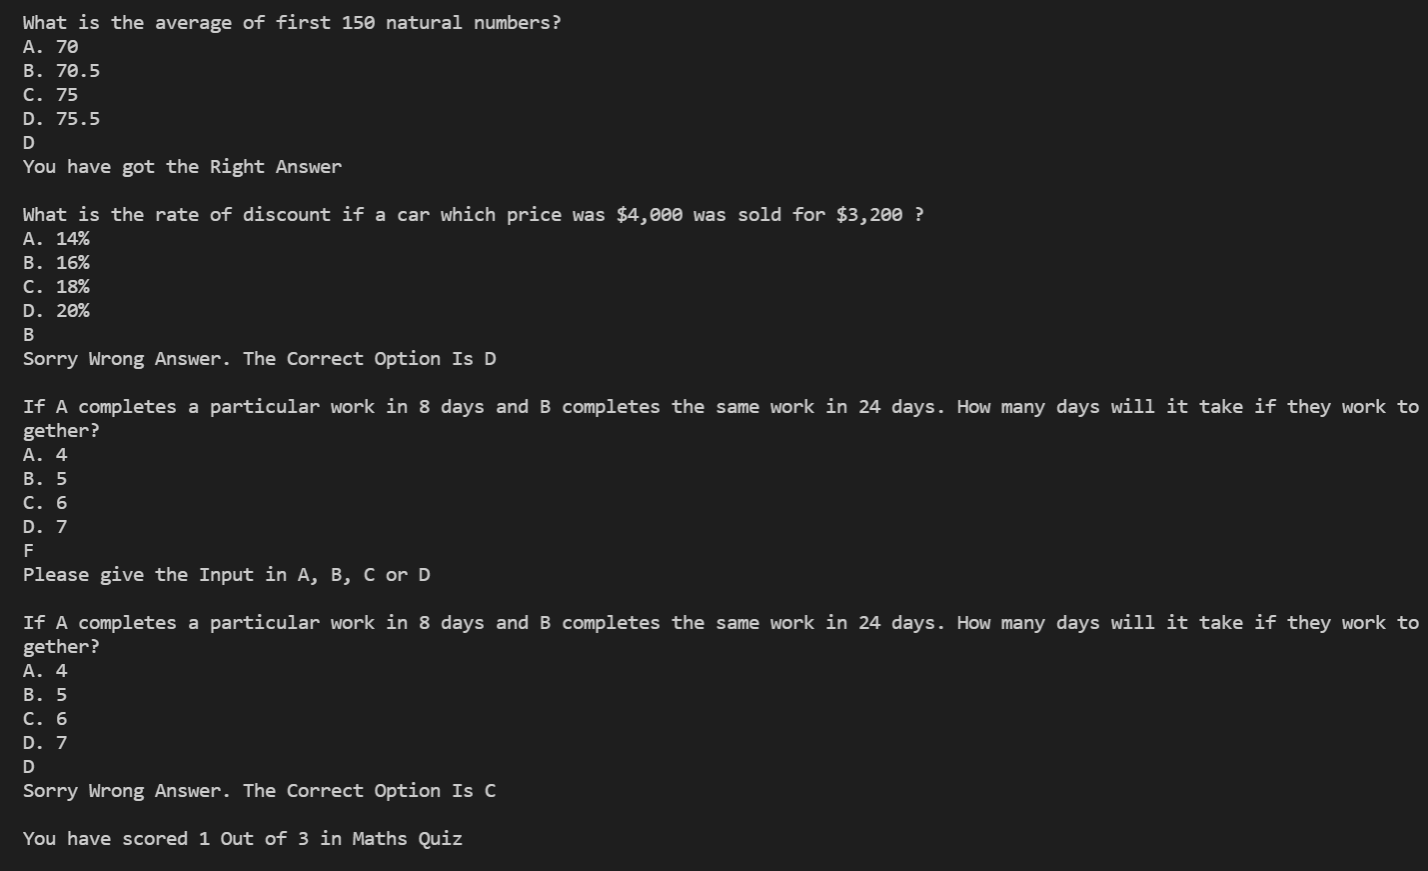 What is the average of first 150 natural numbers?
A. 70
B. 70.5
C. 75
D. 75.5
D
You have got the Right Answer
What is the rate of discount if a car which price was $4,000 was sold for $3,200 ?
A. 14%
B. 16%
C. 18%
D. 20%
B
Sorry Wrong Answer. The Correct Option Is D
If A completes a particular work in 8 days and B completes the same work in 24 days. How many days will it take if they work to
gether?
A. 4
B. 5
C. 6
D. 7
F
Please give the Input in A, B, C or D
If A completes a particular work in 8 days and B completes the same work in 24 days. How many days will it take if they work to
gether?
A. 4
B. 5
C. 6
D. 7
D
Sorry Wrong Answer. The Correct Option Is C
You have scored 1 Out of 3 in Maths Quiz